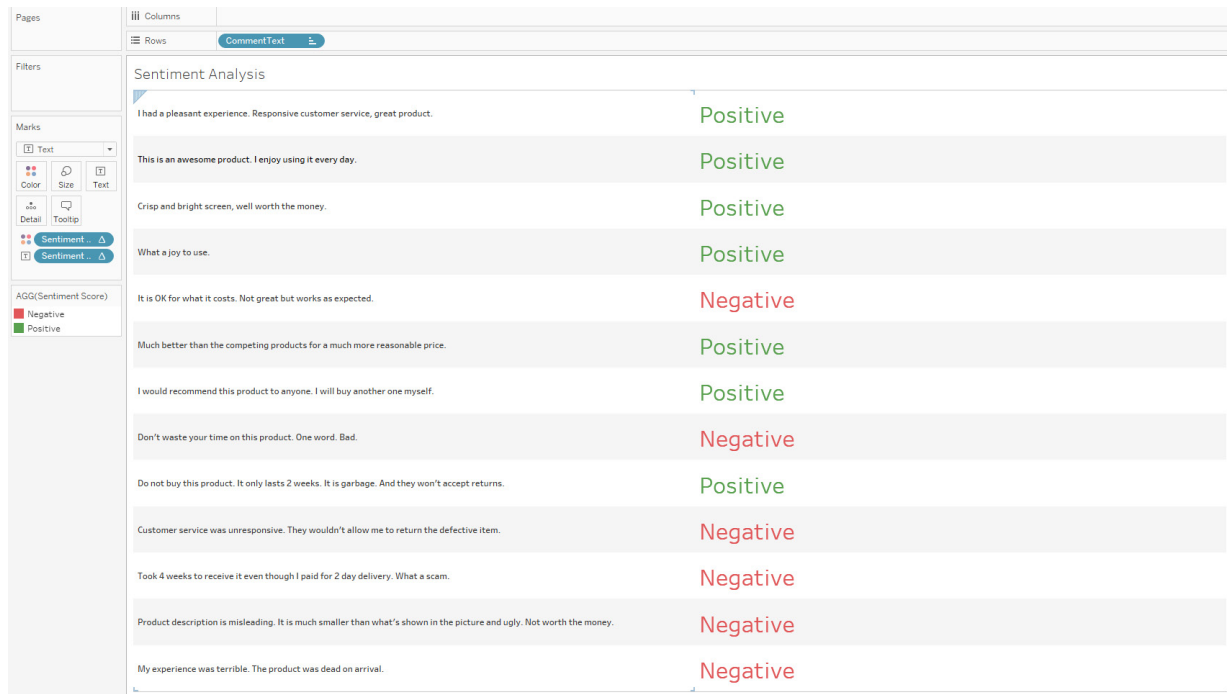 Pages
Columns
Rows
CommentText
Filters
Sentiment Analysis
Marks
Text
Color
Size
Text
Detail
Tooltip
Sentiment ..
Sentiment ..
AGG(Sentiment Score)
Negative
Positive
I had a pleasant experience. Responsive customer service, great product. Positive
This is an awesome product. I enjoy using it every day. Positive
Crisp and bright screen, well worth the money. Positive
What a joy to use. Positive
It is OK for what it costs. Not great but works as expected. Negative
Much better than the competing products for a much more reasonable price. Positive
I would recommend this product to anyone. I will buy another one myself. Positive
Don't waste your time on this product. One word. Bad. Negative
Do not buy this product. It only lasts 2 weeks. It is garbage. And they won't accept returns. Positive
Customer service was unresponsive. They wouldn't allow me to return the defective item. Negative
Took 4 weeks to receive it even though I paid for 2 day delivery. What a scam. Negative
Product description is misleading. It is much smaller than what's shown in the picture and ugly. Not worth the money. Negative
My experience was terrible. The product was dead on arrival. Negative